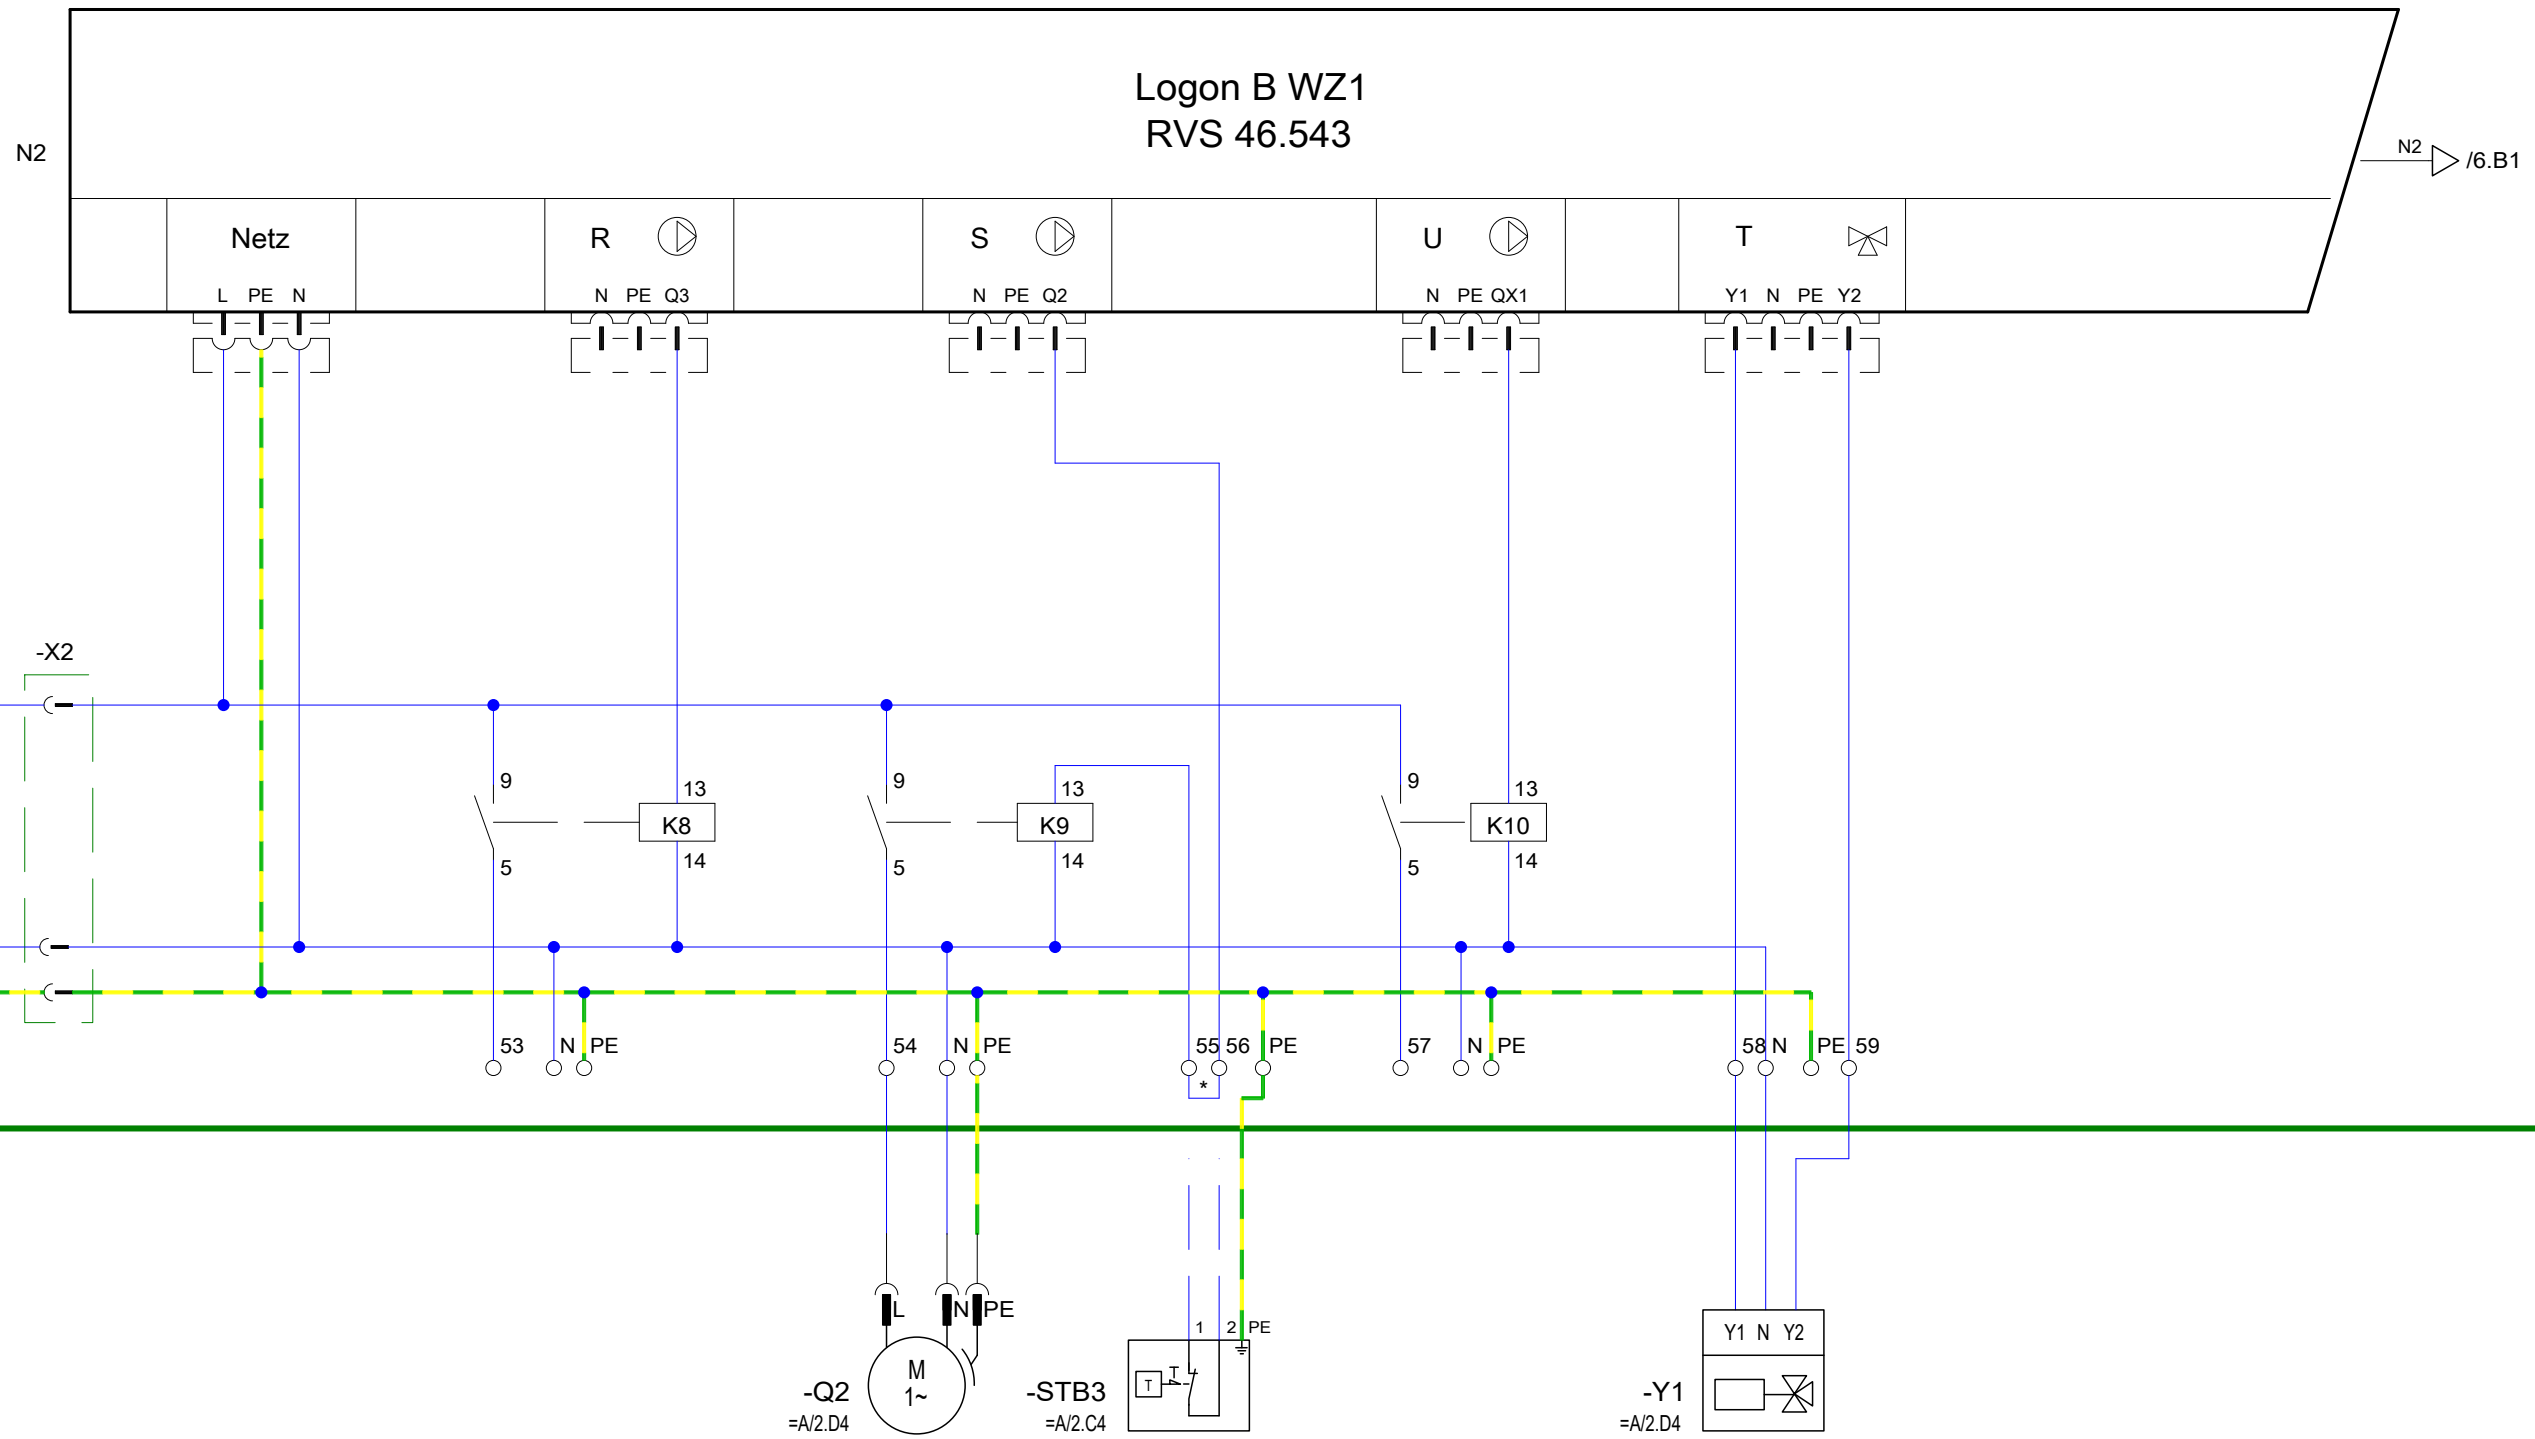 Logon B WZ1
RVS 46.543
N2
N2 /6.B1
Netz R S U T
L PE N N PE Q3 N PE Q2 N PE QX1 Y1 N PE Y2
-X2
9 9 9
13 13 13
K8 K9 K10
14 14 14
5 5 5
53 N PE 54 N PE 55 56 PE 57 N PE 58 N PE 59
*
L N PE
1 2 PE
Y1 N Y2
M
1~
T T
-Q2 -STB3 -Y1
=A/2.D4 =A/2.C4 =A/2.D4